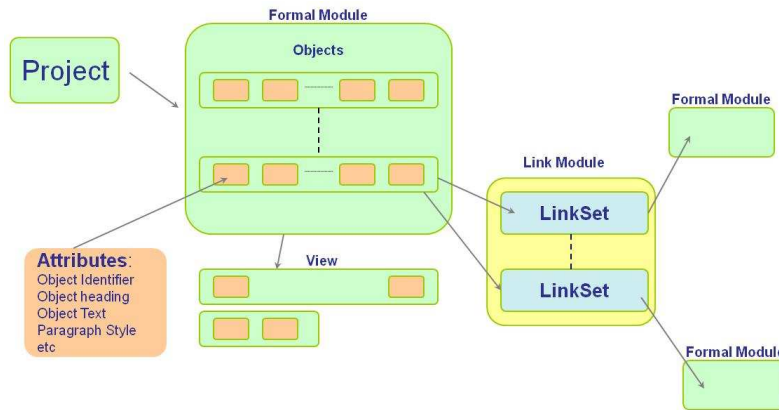 Formal Module
Project
Objects
Formal Module
Link Module
LinkSet
Attributes:
Object Identifier
Object heading
Object Text
Paragraph Style
etc
View
LinkSet
Formal Module